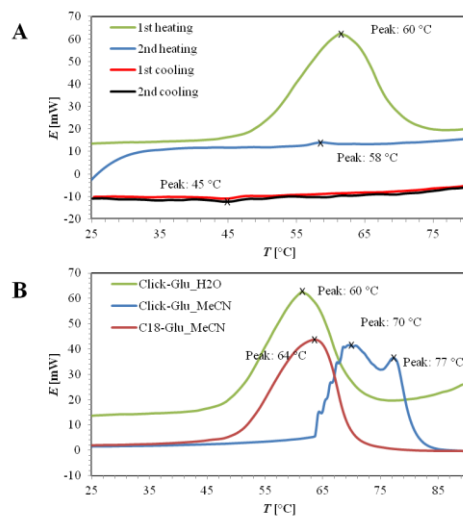 A
1st heating
2nd heating
1st cooling
2nd cooling
Peak: 60 °C
Peak: 58 °C
Peak: 45 °C
E [mW]
70
60
50
40
30
20
10
0
-10
-20
25
35
45
55
65
75
T [°C]
B
Click-Glu_H2O
Click-Glu_MeCN
C18-Glu_MeCN
Peak: 60 °C
Peak: 70 °C
Peak: 64 °C
Peak: 77 °C
E [mW]
70
60
50
40
30
20
10
0
-10
25
35
45
55
65
75
85
T [°C]